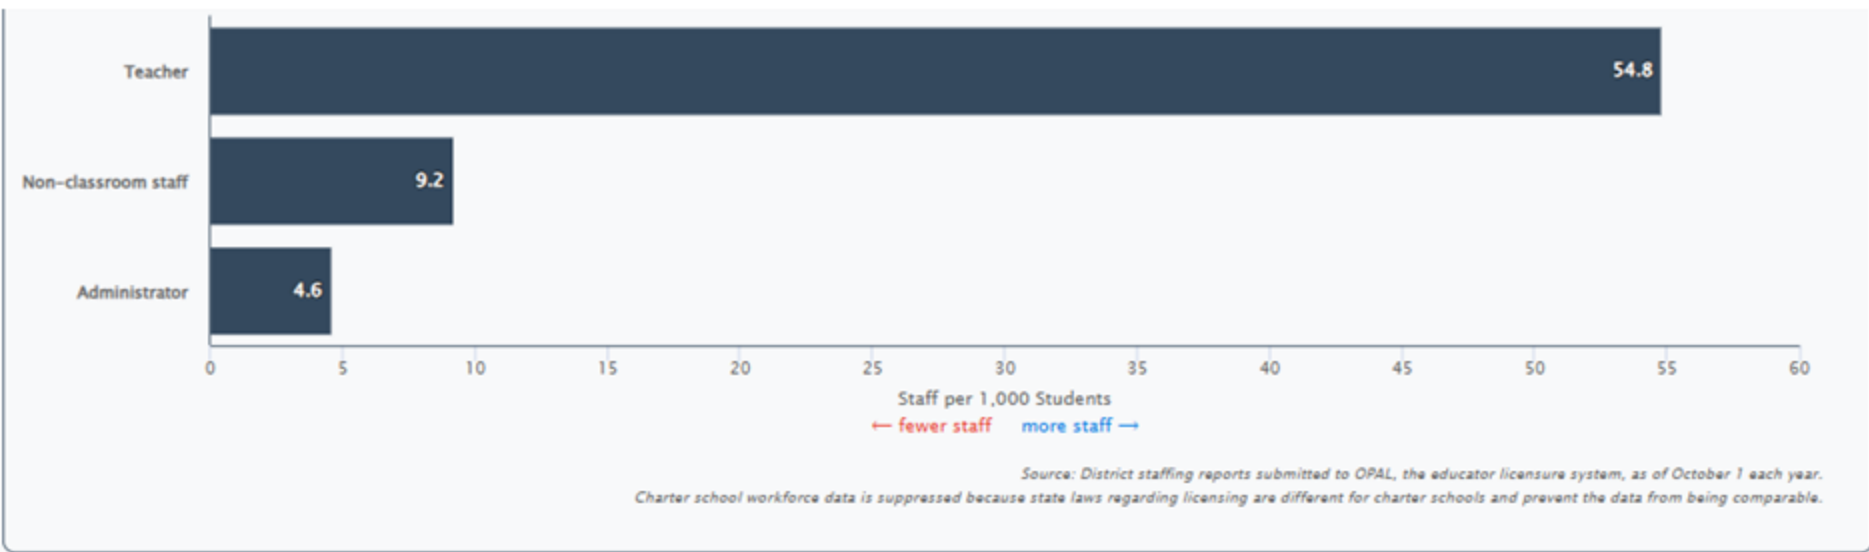 Teacher
54.8
Non-classroom staff
9.2
Administrator
4.6
0 5 10 15 20 25 30 35 40 45 50 55 60
Staff per 1,000 Students
← fewer staff more staff →
Source: District staffing reports submitted to OPAL, the educator licensure system, as of October 1 each year.
Charter school workforce data is suppressed because state laws regarding licensing are different for charter schools and prevent the data from being comparable.